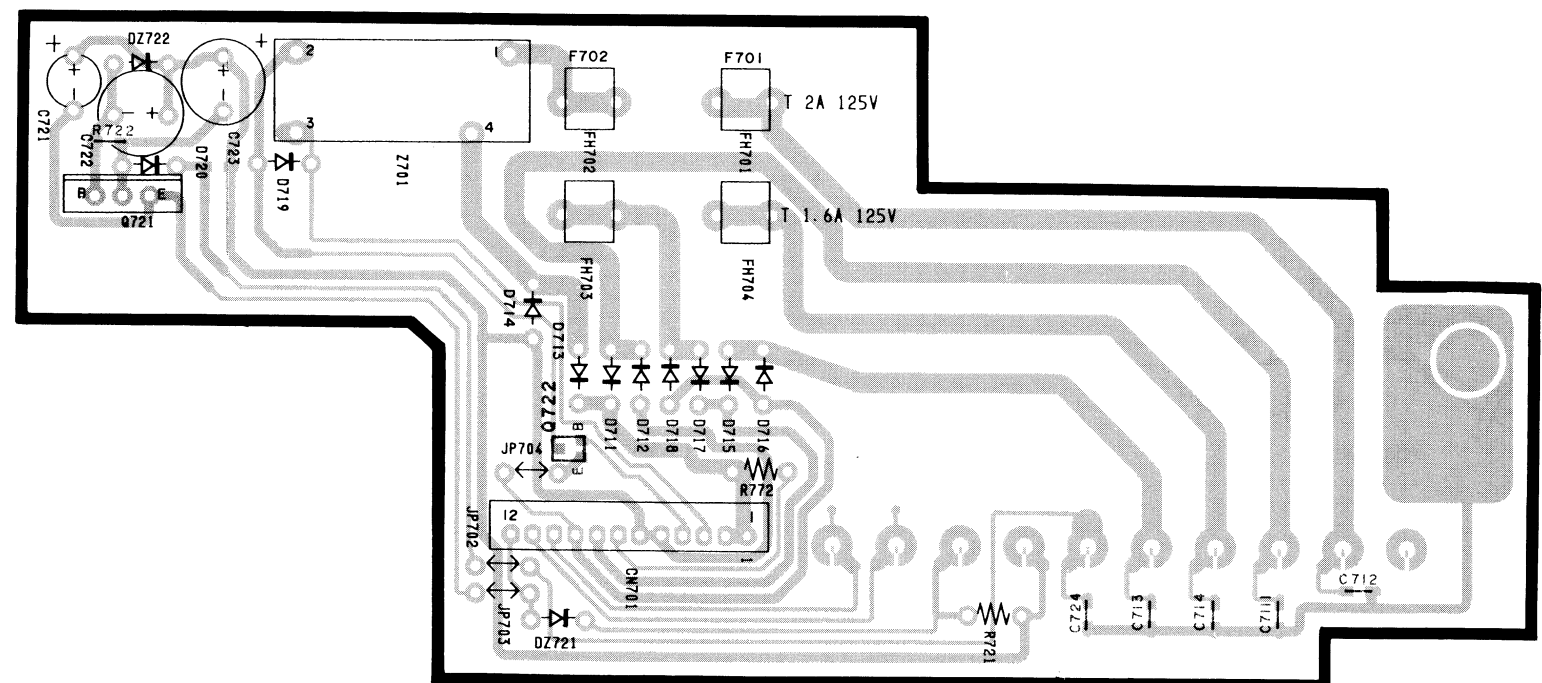 DZ722
+
+
+
-
+
-
-
+
C721
C722
R722
C723
D720
D719
B
E
Q721
2
1
3
4
Z701
F702
F701
T 2A 125V
FH702
FH701
T 1.6A 125V
FH703
FH704
D714
D713
Q722
B
E
D711
D712
D718
D717
D715
D716
JP704
R772
12
1
1
JP702
CN701
JP703
DZ721
R721
C724
C713
C714
C711
C712